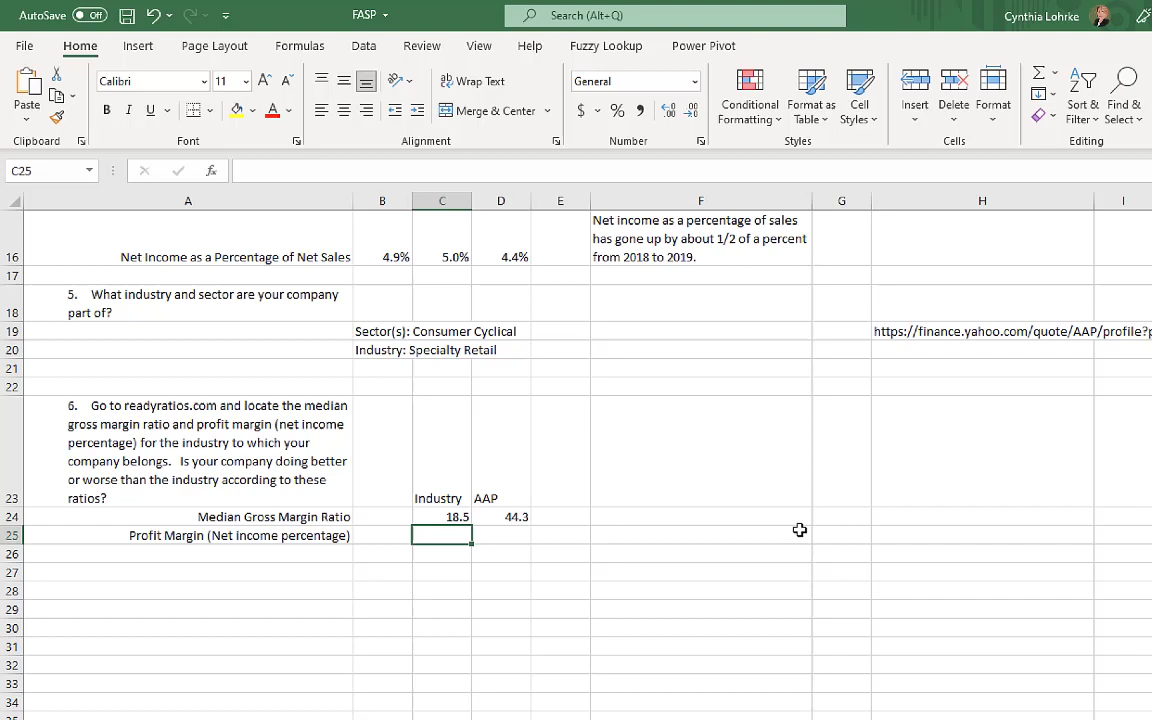 AutoSave Off FASP Search (Alt+Q) Cynthia Lohrke
File Home Insert Page Layout Formulas Data Review View Help Fuzzy Lookup Power Pivot
Paste Calibri 11 Wrap Text General Conditional Formatting Format as Table Cell Styles Insert Delete Format Sort & Filter Find & Select
Merge & Center
Clipboard Font Alignment Number Styles Cells Editing
C25 fx
A B C D E F G H I
Net income as a percentage of sales
has gone up by about 1/2 of a percent
16 Net Income as a Percentage of Net Sales 4.9% 5.0% 4.4% from 2018 to 2019.
17
5. What industry and sector are your company
18 part of?
19 Sector(s): Consumer Cyclical https://finance.yahoo.com/quote/AAP/profile?p
20 Industry: Specialty Retail
21
22
6. Go to readyratios.com and locate the median
gross margin ratio and profit margin (net income
percentage) for the industry to which your
company belongs. Is your company doing better
or worse than the industry according to these
23 ratios? Industry AAP
24 Median Gross Margin Ratio 18.5 44.3
25 Profit Margin (Net income percentage)
26
27
28
29
30
31
32
33
34